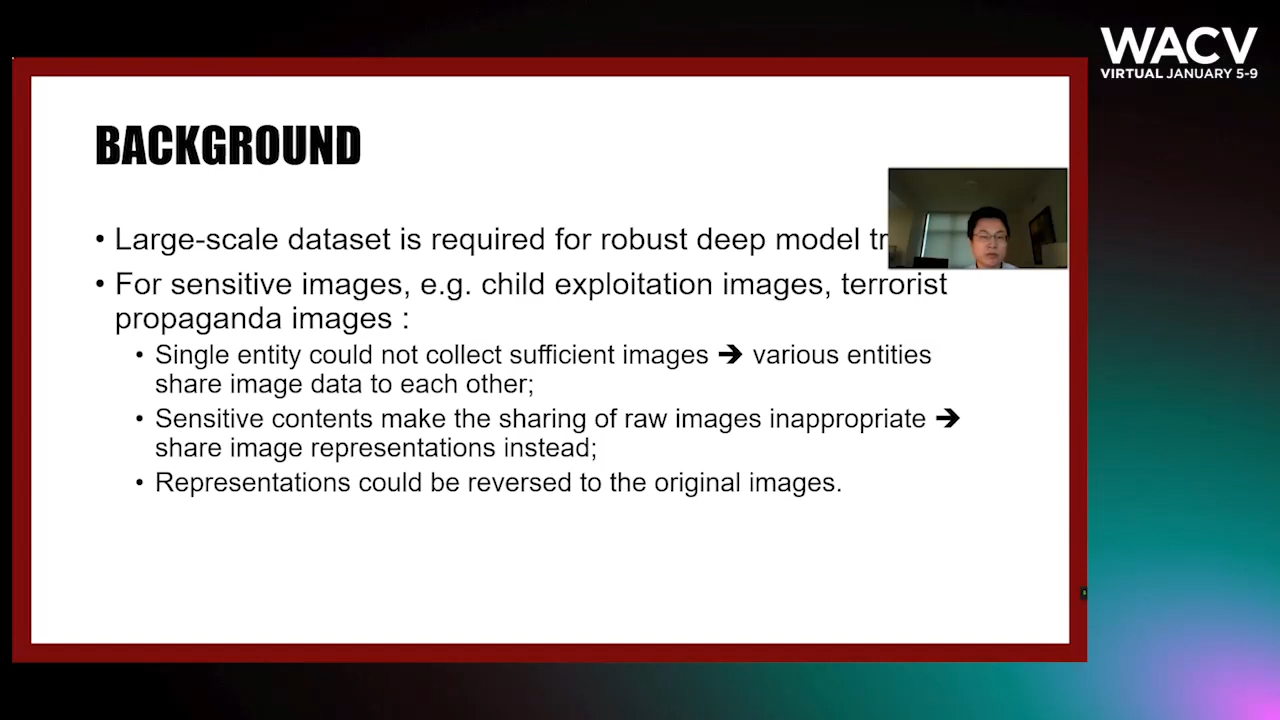 WACV
VIRTUAL JANUARY 5-9
BACKGROUND
• Large-scale dataset is required for robust deep model
• For sensitive images, e.g. child exploitation images, terrorist
propaganda images :
• Single entity could not collect sufficient images ➔ various entities
share image data to each other;
• Sensitive contents make the sharing of raw images inappropriate ➔
share image representations instead;
• Representations could be reversed to the original images.